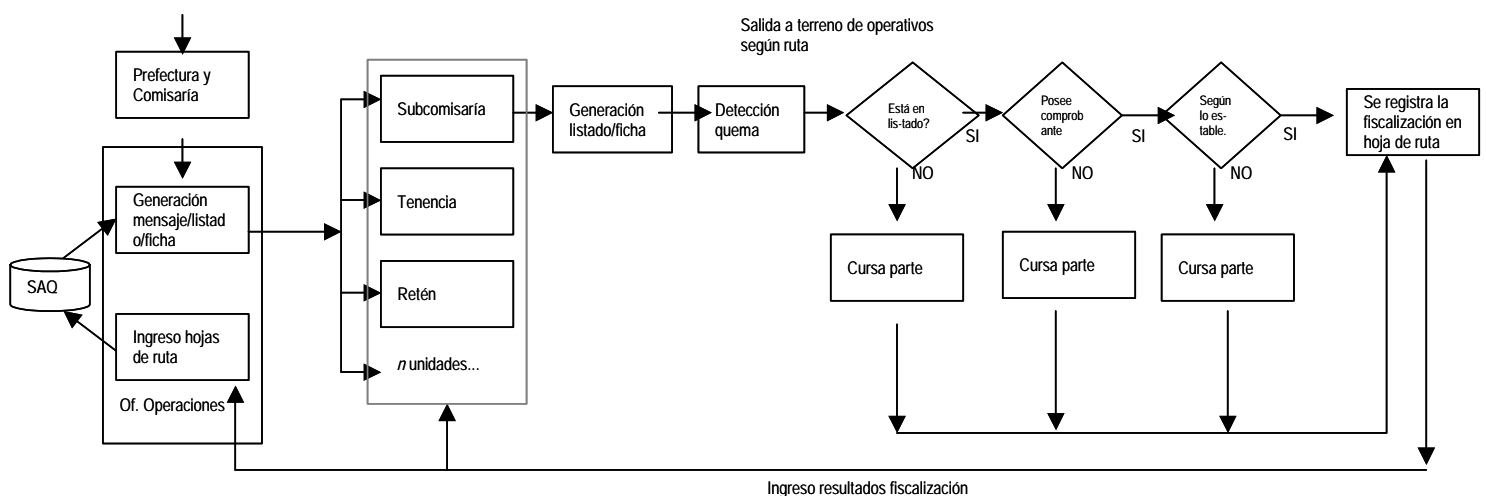 Salida a terreno de operativos
según ruta
Prefectura y
Comisaría
Subcomisaría
Generación
listado/ficha
Detección
quema
Está en
lis-tado?
SI
NO
Posee
comprob
ante
SI
NO
Según
lo es-
table.
SI
NO
Se registra la
fiscalización en
hoja de ruta
Generación
mensaje/listad
o/ficha
Tenencia
SAQ
Retén
Cursa parte
Cursa parte
Cursa parte
Ingreso hojas
de ruta
n unidades...
Of. Operaciones
Ingreso resultados fiscalización